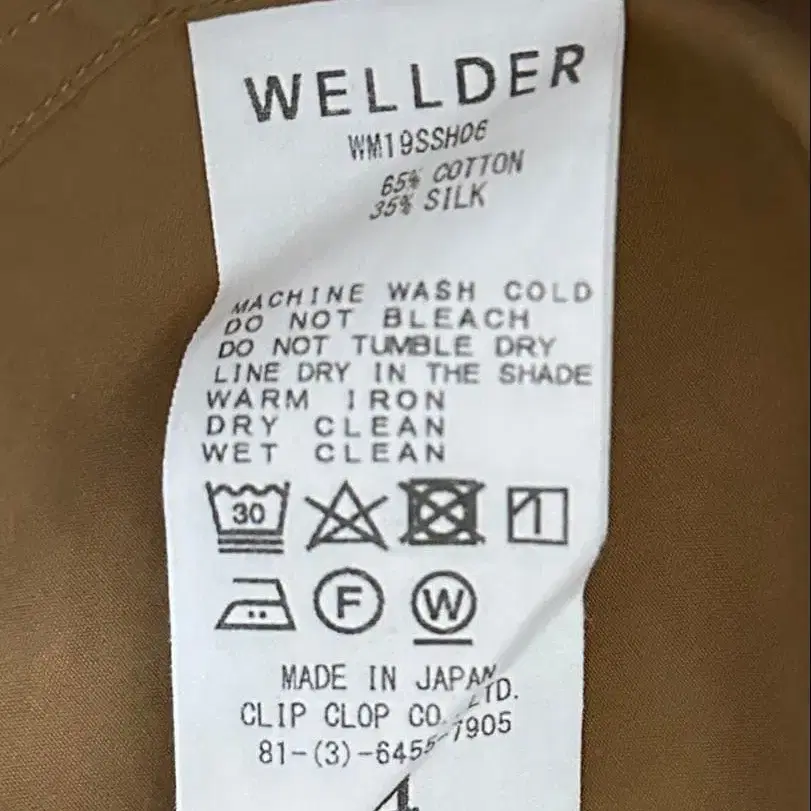 WELLDER
WM19SSH06
65% COTTON
35% SILK
MACHINE WASH COLD
DO NOT BLEACH
DO NOT TUMBLE DRY
LINE DRY IN THE SHADE
WARM IRON
DRY CLEAN
WET CLEAN
30
F W
MADE IN JAPAN
CLIP CLOP CO. LTD.
81-(3)-6455-7905
4